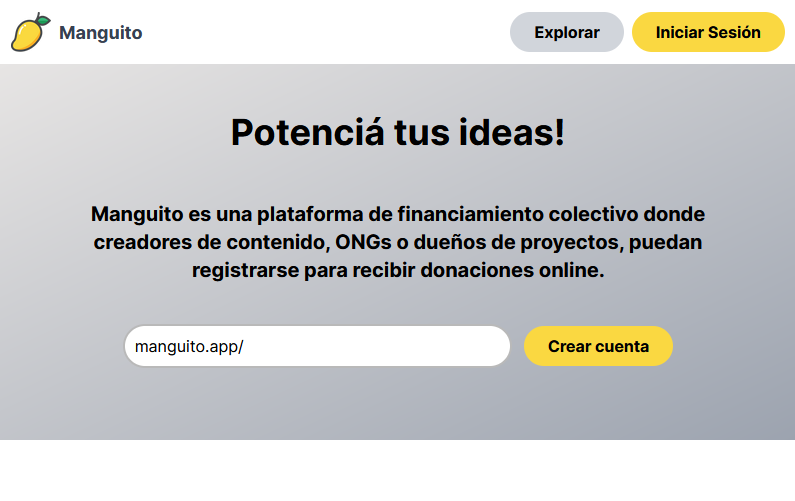 Manguito
Explorar
Iniciar Sesión
Potenciá tus ideas!
Manguito es una plataforma de financiamiento colectivo donde
creadores de contenido, ONGs o dueños de proyectos, puedan
registrarse para recibir donaciones online.
manguito.app/
Crear cuenta